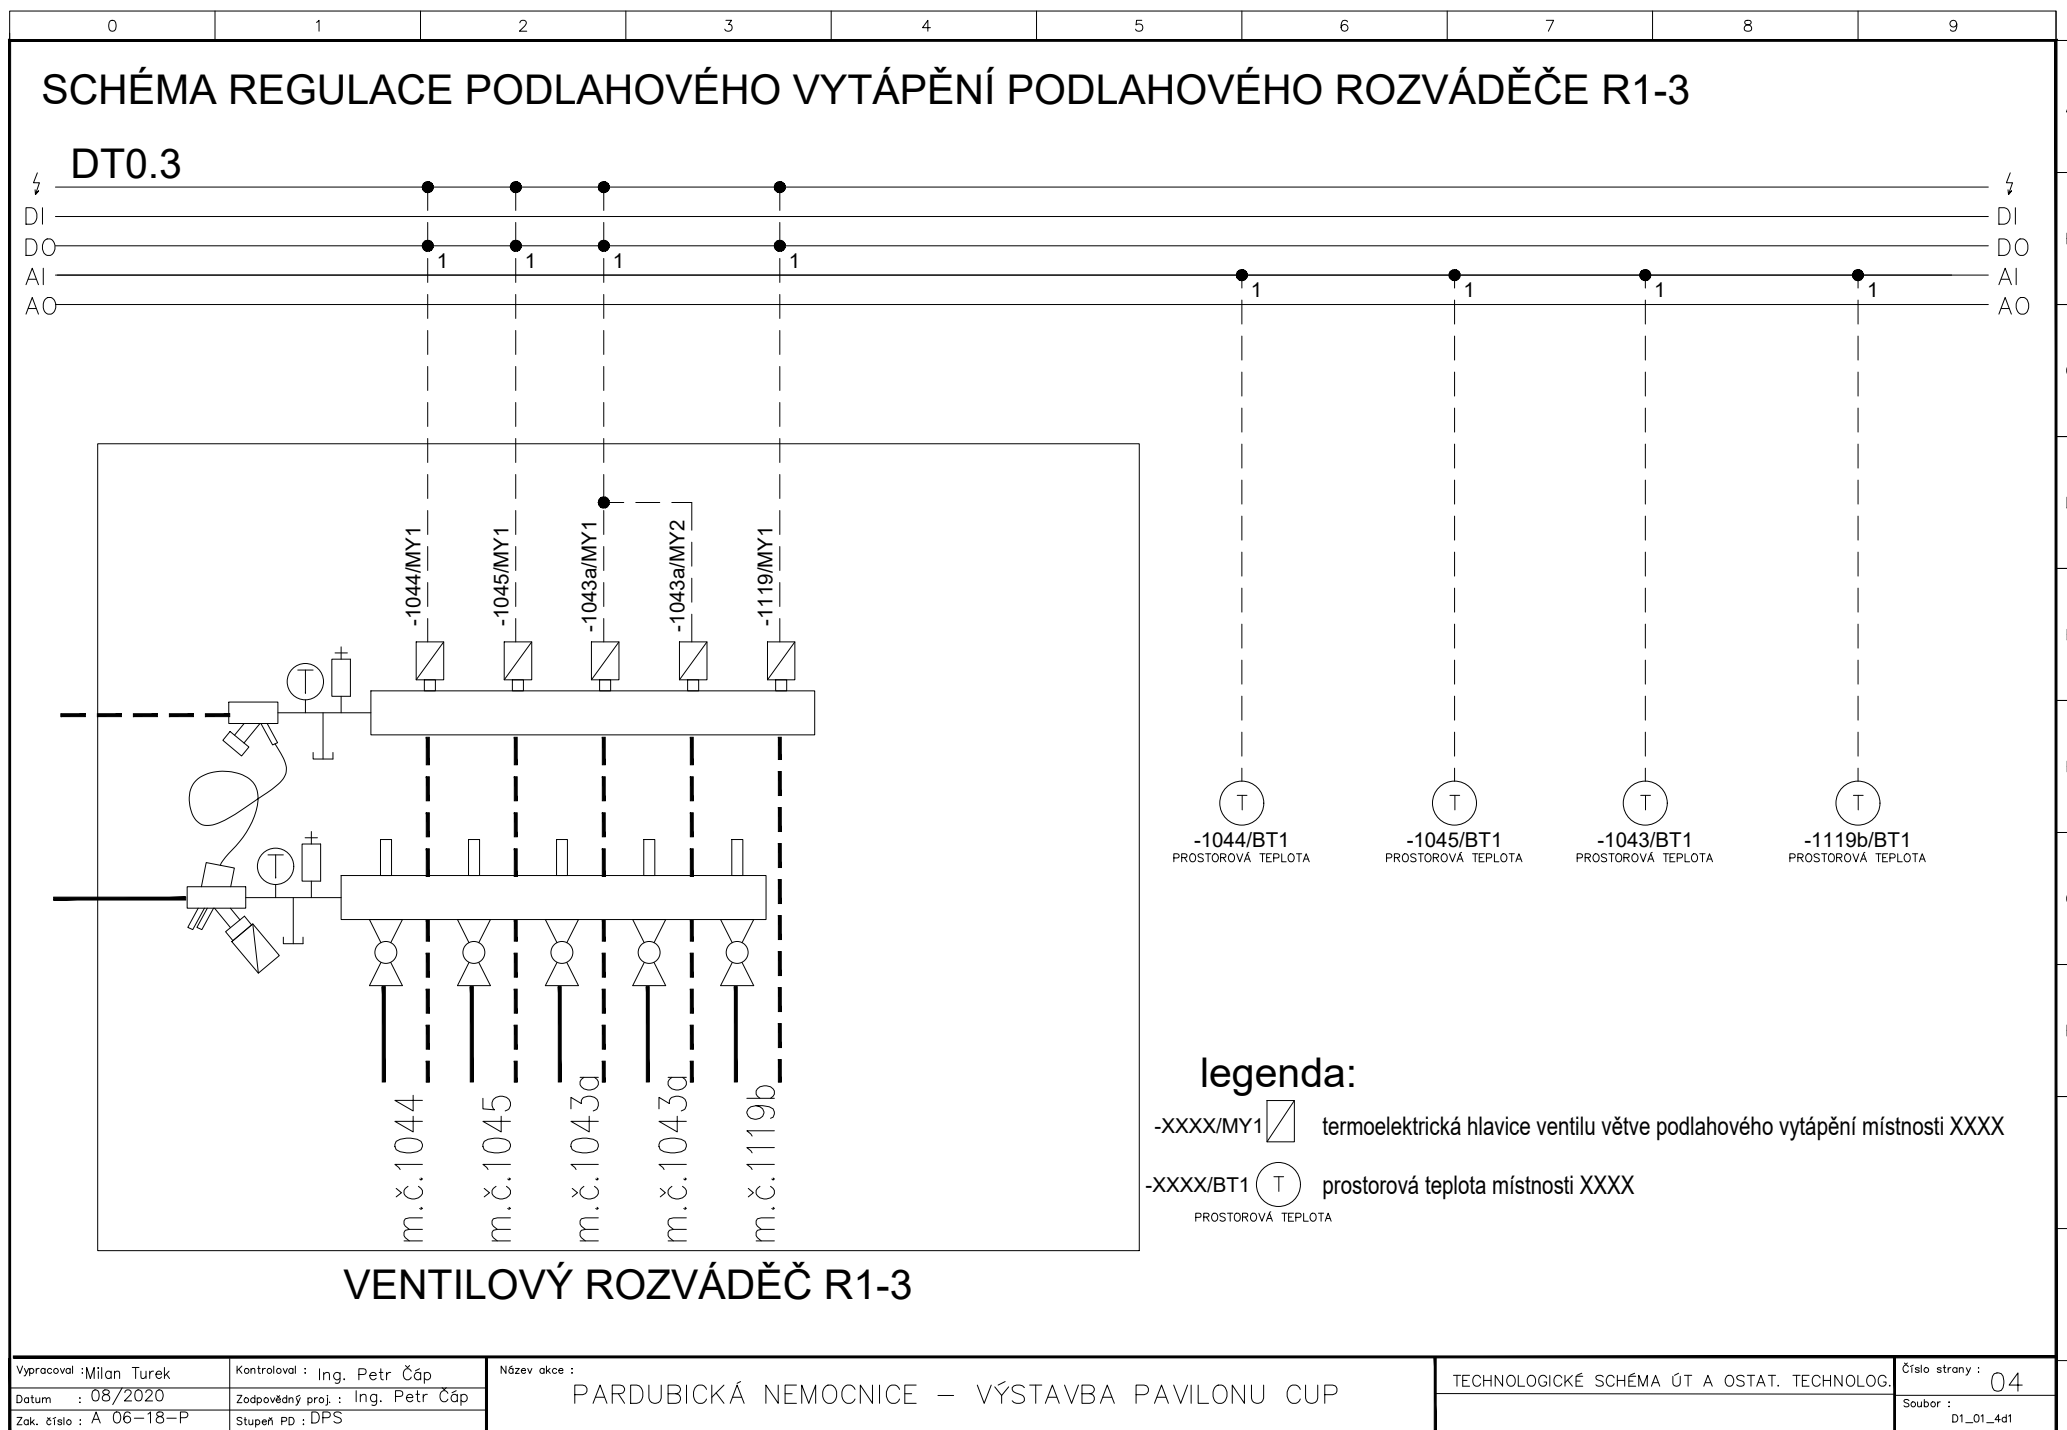 0 1 2 3 4 5 6 7 8 9
SCHÉMA REGULACE PODLAHOVÉHO VYTÁPĚNÍ PODLAHOVÉHO ROZVÁDĚČE R1-3
DT0.3
DI DI
DO DO
1 1 1 1
AI AI
1 1 1 1
AO AO
-1044/MY1
-1045/MY1
-1043a/MY1
-1043a/MY2
-1119/MY1
T
T
T T T T
-1044/BT1 -1045/BT1 -1043/BT1 -1119b/BT1
PROSTOROVÁ TEPLOTA PROSTOROVÁ TEPLOTA PROSTOROVÁ TEPLOTA PROSTOROVÁ TEPLOTA
m.č.1044
m.č.1045
m.č.1043a
m.č.1043a
m.č.1119b
legenda:
-XXXX/MY1 termoelektrická hlavice ventilu větve podlahového vytápění místnosti XXXX
-XXXX/BT1 T prostorová teplota místnosti XXXX
PROSTOROVÁ TEPLOTA
VENTILOVÝ ROZVÁDĚČ R1-3
Vypracoval : Milan Turek
Datum : 08/2020
Zak. číslo : A 06-18-P
Kontroloval : Ing. Petr Čáp
Zodpovědný proj. : Ing. Petr Čáp
Stupeň PD : DPS
Název akce :
PARDUBICKÁ NEMOCNICE – VÝSTAVBA PAVILONU CUP
TECHNOLOGICKÉ SCHÉMA ÚT A OSTAT. TECHNOLOG.
Číslo strany : 04
Soubor :
D1_01_4d1